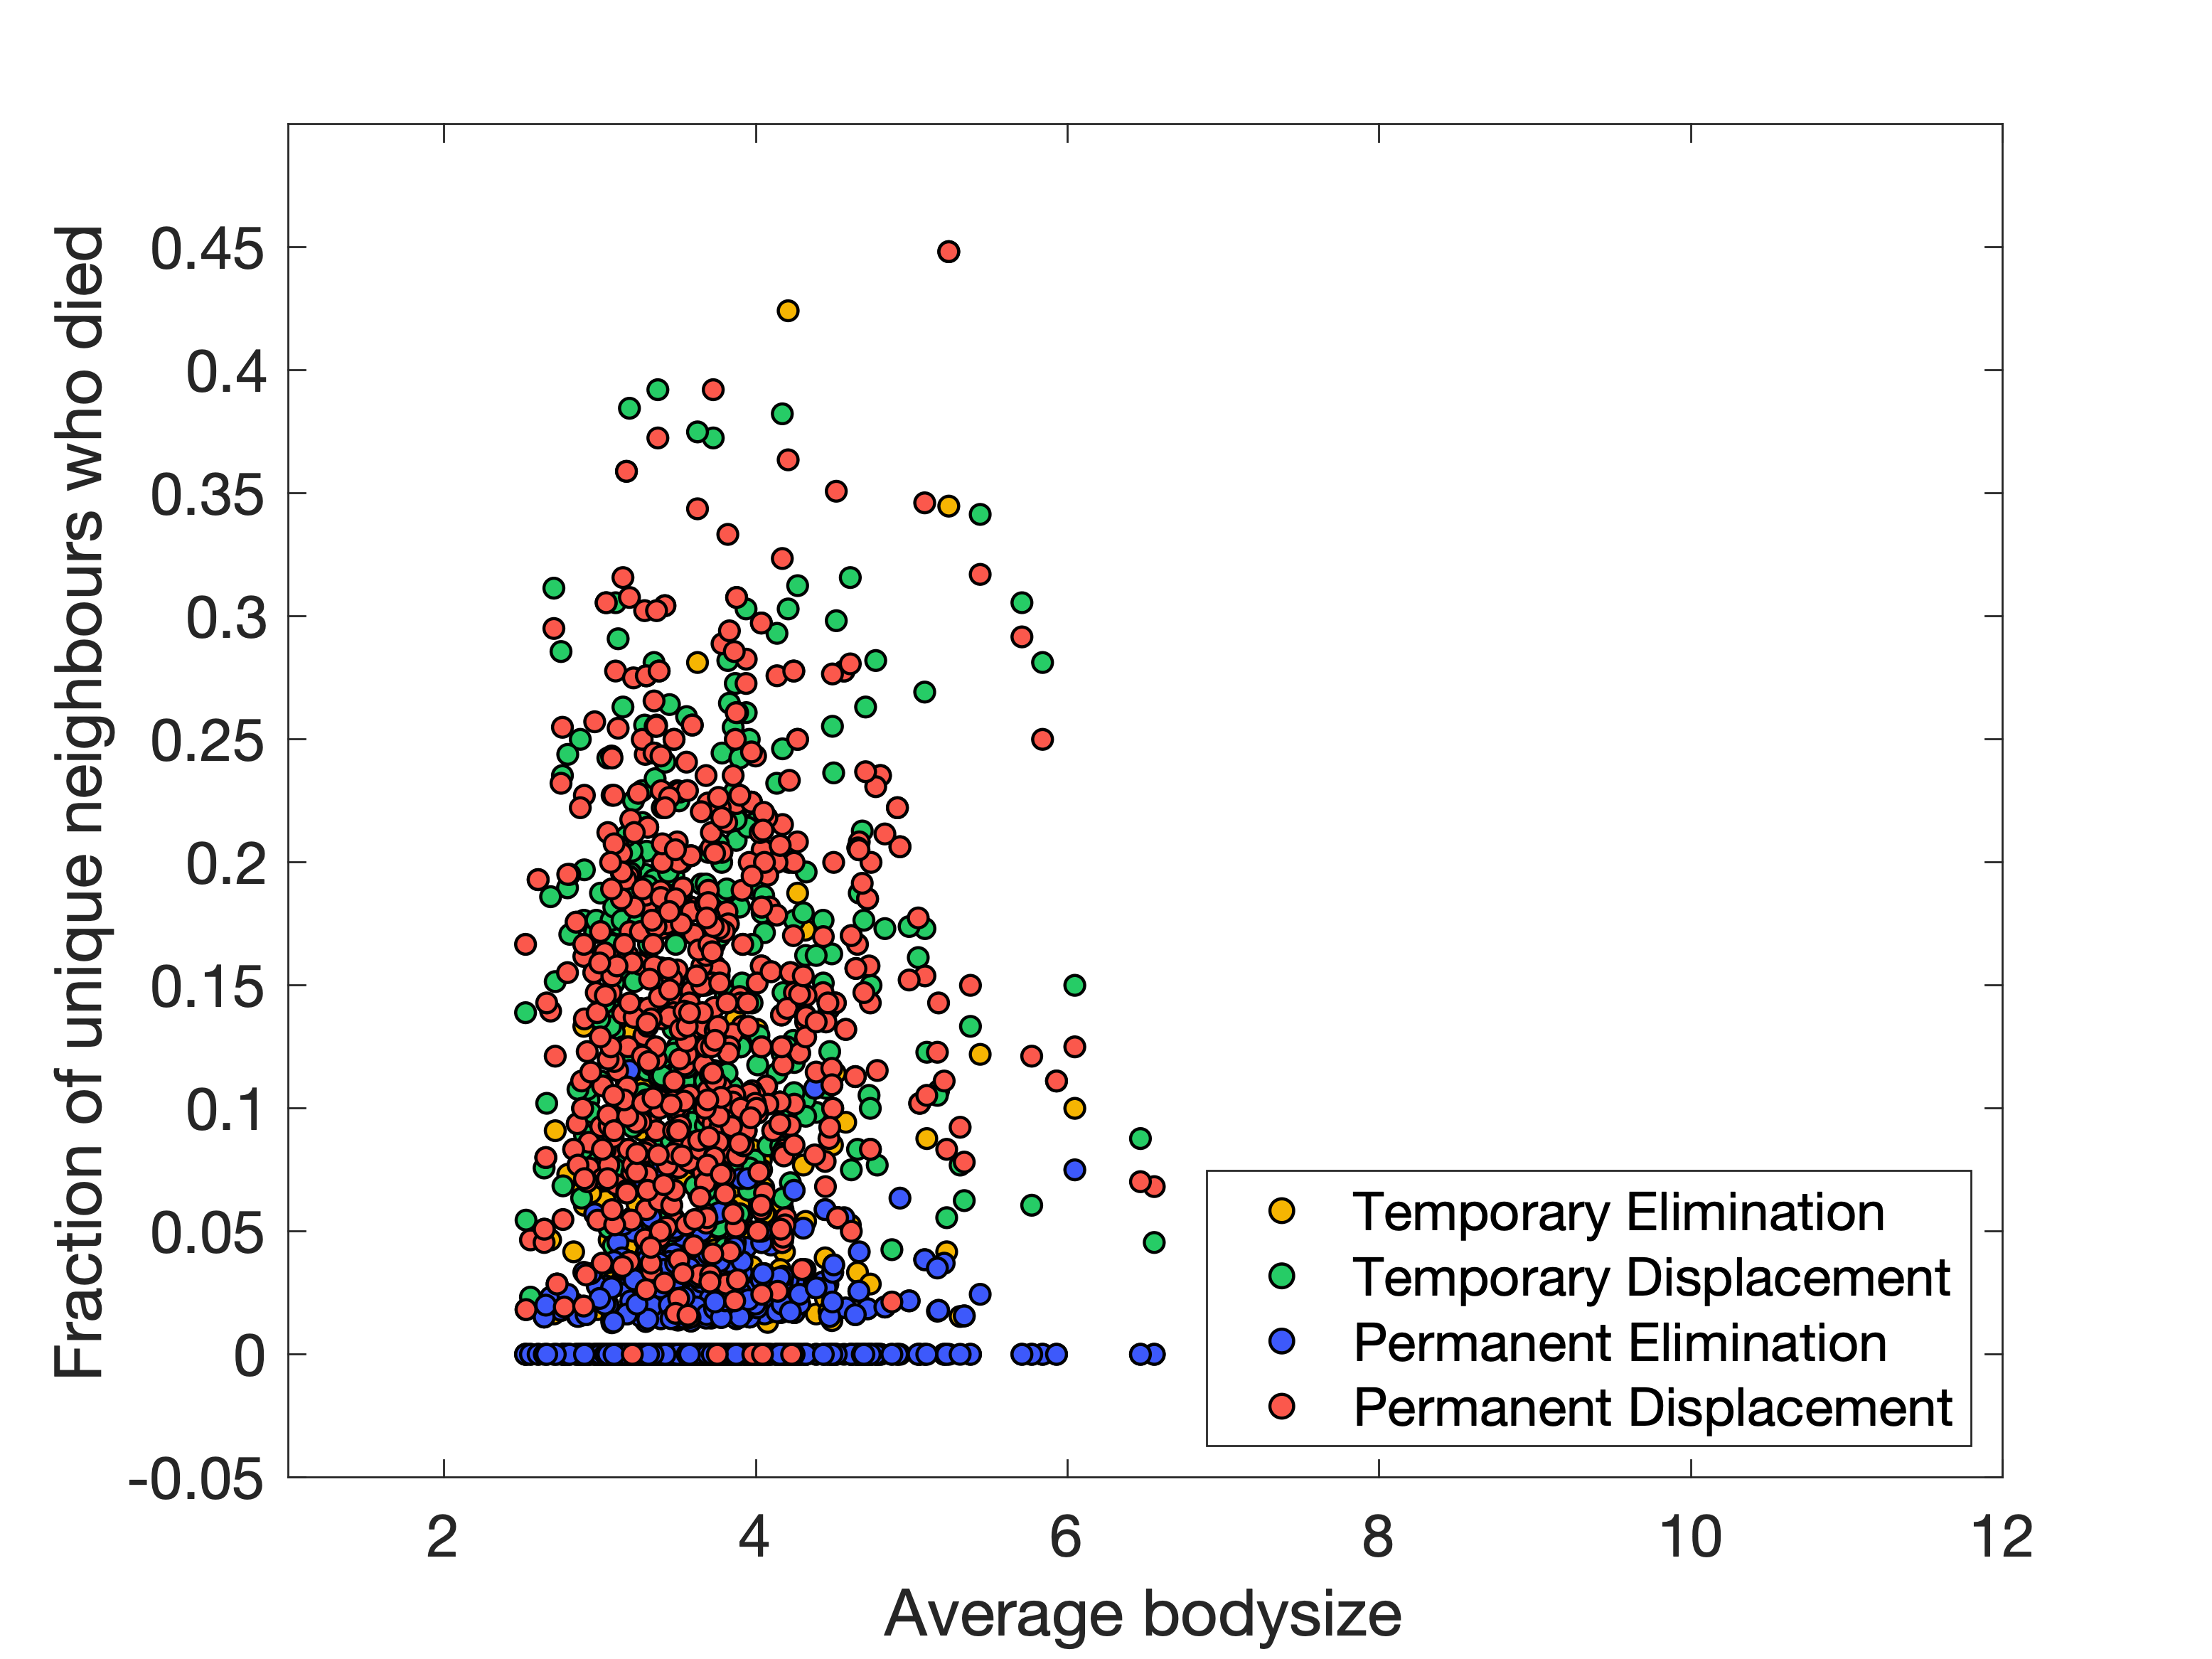 Fraction of unique neighbours who died
0.45
0.4
0.35
0.3
0.25
0.2
0.15
0.1
0.05
0
-0.05
2 4 6 8 10 12
Average bodysize
Temporary Elimination
Temporary Displacement
Permanent Elimination
Permanent Displacement